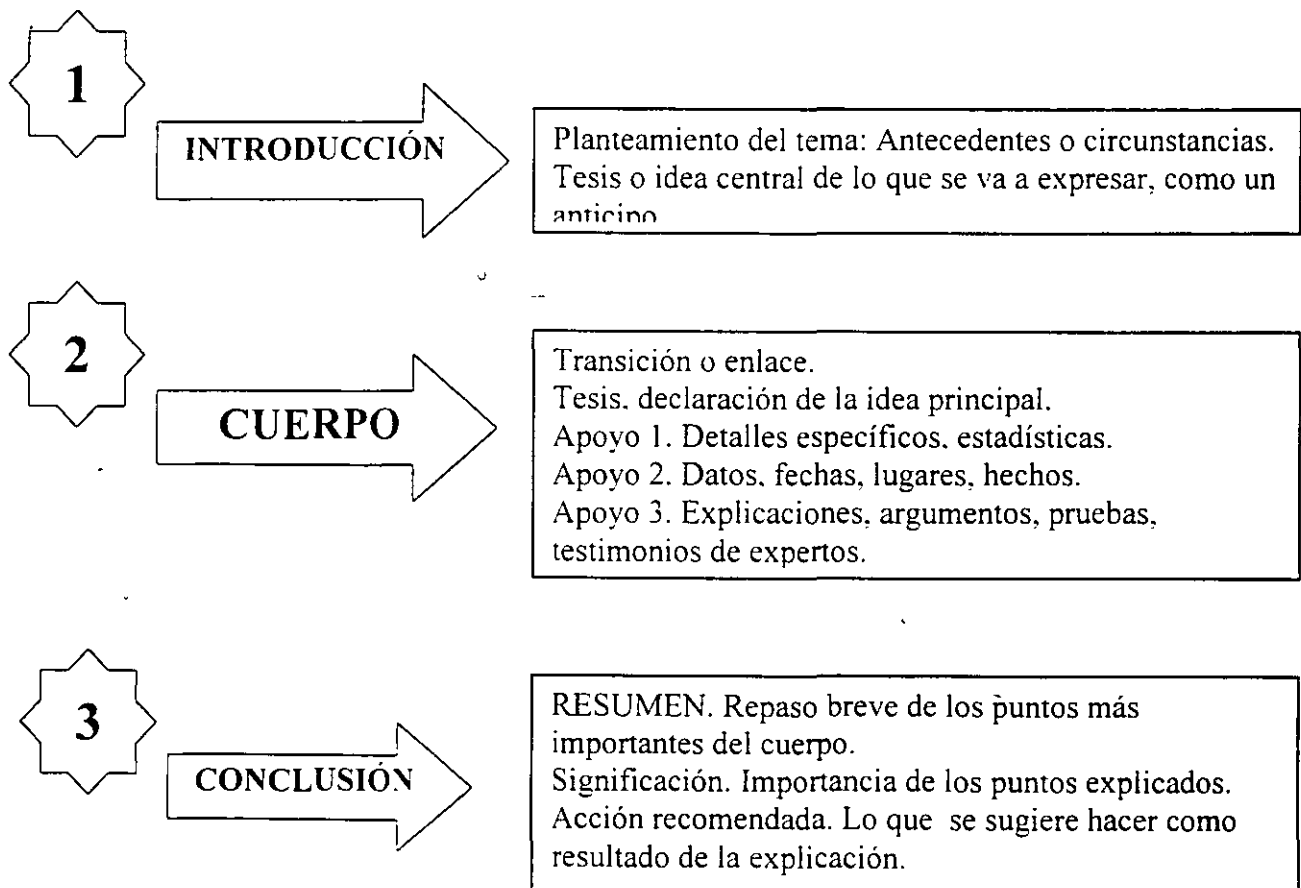 1
INTRODUCCIÓN
Planteamiento del tema: Antecedentes o circunstancias.
Tesis o idea central de lo que se va a expresar, como un
anticipo
2
CUERPO
Transición o enlace.
Tesis. declaración de la idea principal.
Apoyo 1. Detalles específicos. estadísticas.
Apoyo 2. Datos, fechas, lugares, hechos.
Apoyo 3. Explicaciones, argumentos, pruebas,
testimonios de expertos.
3
CONCLUSIÓN
RESUMEN. Repaso breve de los puntos más
importantes del cuerpo.
Significación. Importancia de los puntos explicados.
Acción recomendada. Lo que se sugiere hacer como
resultado de la explicación.